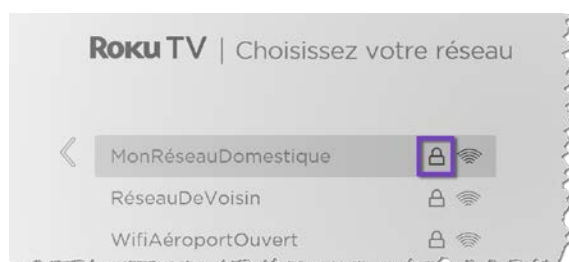 Roku TV | Choisissez votre réseau
MonRéseauDomestique
RéseauDeVoisin
WifiAéroportOuvert